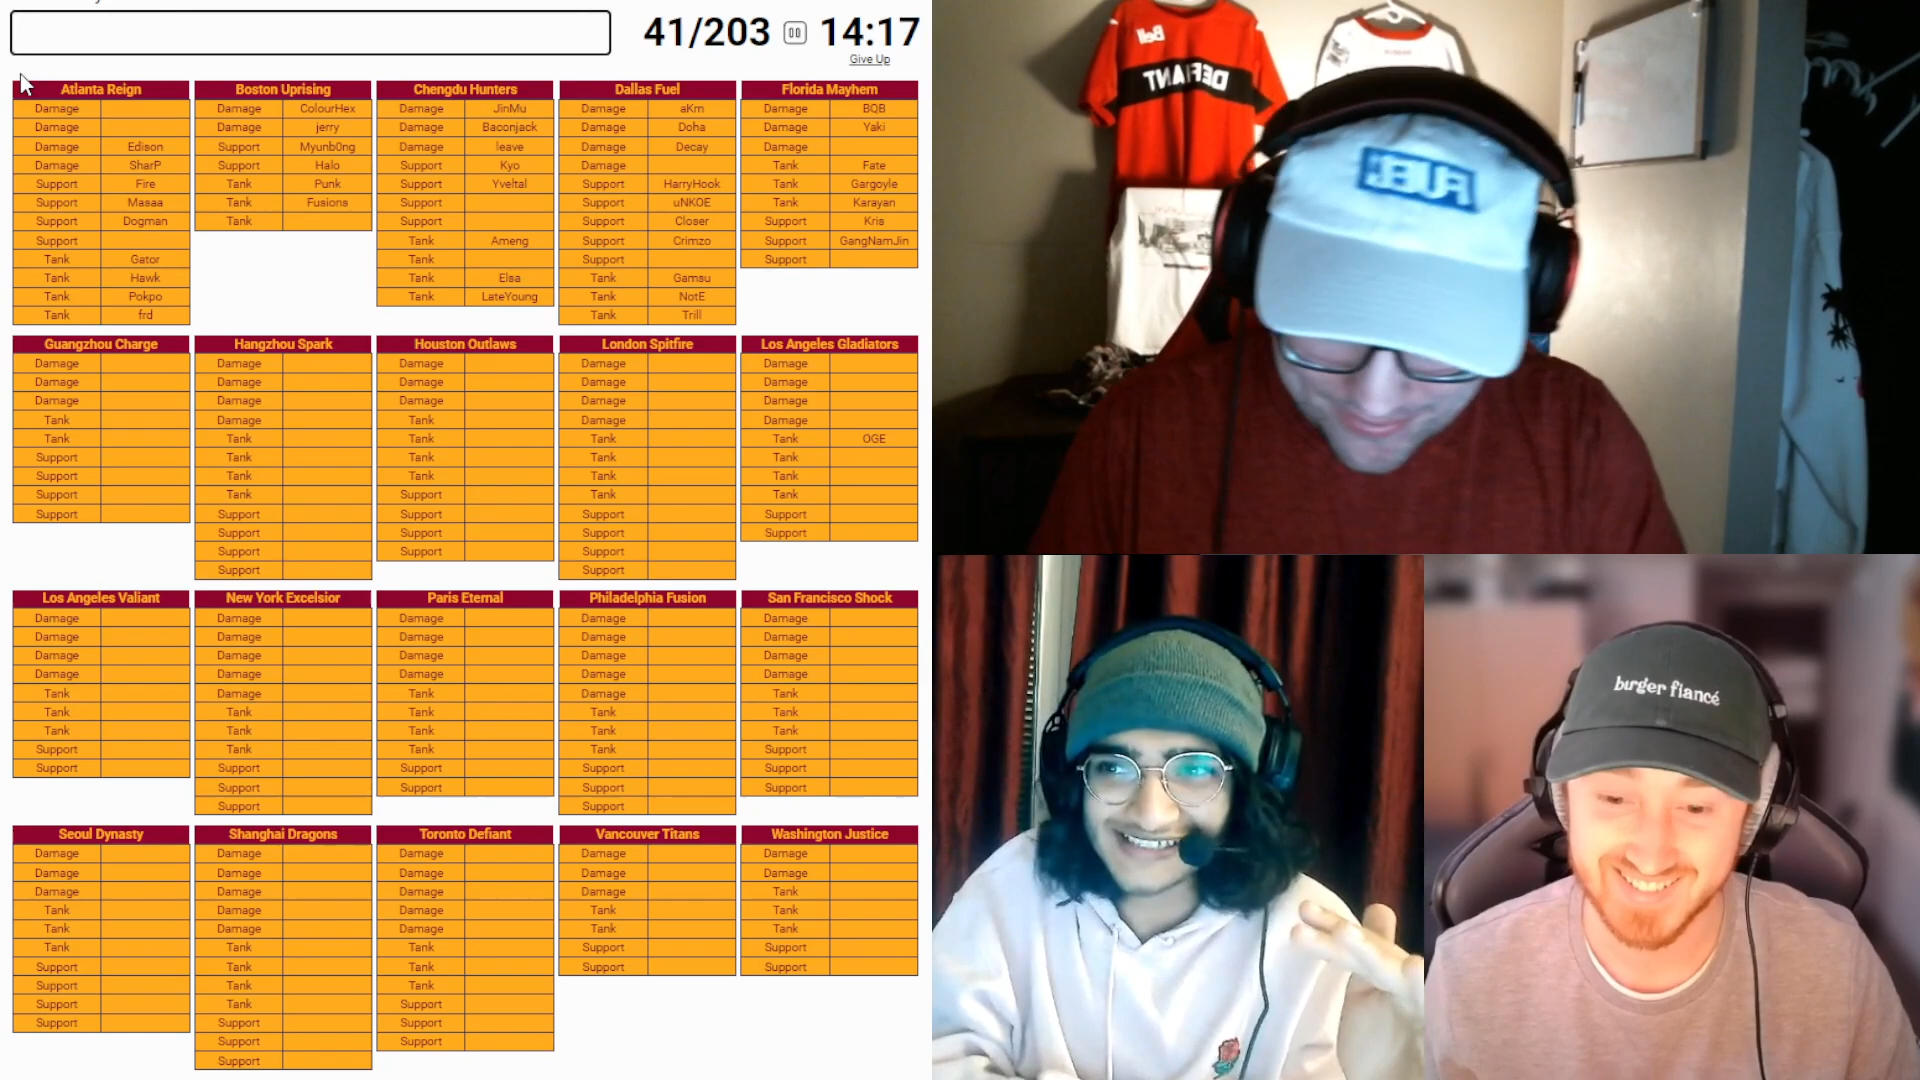 41/203 14:17
Give Up
Atlanta Reign
Damage
Damage
Damage Edison
Damage SharP
Support Fire
Support Masaa
Support Dogman
Support
Tank Gator
Tank Hawk
Tank Pokpo
Tank frd
Boston Uprising
Damage ColourHex
Damage jerry
Support Myunb0ng
Support Halo
Tank Punk
Tank Fusions
Tank
Chengdu Hunters
Damage JinMu
Damage Baconjack
Damage leave
Support Kyo
Support Yveltal
Support
Tank Ameng
Tank
Tank Elsa
Tank LateYoung
Dallas Fuel
Damage aKm
Damage Doha
Damage Decay
Damage
Support HarryHook
Support uNKOE
Support Closer
Support Crimzo
Support
Tank Gamsu
Tank NotE
Tank Trill
Florida Mayhem
Damage BQB
Damage Yaki
Damage
Tank Fate
Tank Gargoyle
Tank Karayan
Support Kris
Support GangNamJin
Support
Guangzhou Charge
Damage
Damage
Damage
Tank
Tank
Support
Support
Support
Support
Hangzhou Spark
Damage
Damage
Damage
Damage
Tank
Tank
Tank
Tank
Support
Support
Support
Support
Houston Outlaws
Damage
Damage
Damage
Tank
Tank
Tank
Tank
Support
Support
Support
Support
London Spitfire
Damage
Damage
Damage
Damage
Tank
Tank
Tank
Tank
Support
Support
Support
Support
Los Angeles Gladiators
Damage
Damage
Damage
Damage
Tank OGE
Tank
Tank
Tank
Support
Support
Los Angeles Valiant
Damage
Damage
Damage
Damage
Tank
Tank
Tank
Support
Support
New York Excelsior
Damage
Damage
Damage
Damage
Damage
Tank
Tank
Tank
Support
Support
Support
Paris Eternal
Damage
Damage
Damage
Damage
Tank
Tank
Tank
Support
Support
Support
Philadelphia Fusion
Damage
Damage
Damage
Damage
Damage
Tank
Tank
Tank
Support
Support
Support
San Francisco Shock
Damage
Damage
Damage
Damage
Tank
Tank
Tank
Support
Support
Support
Seoul Dynasty
Damage
Damage
Damage
Tank
Tank
Tank
Support
Support
Support
Support
Shanghai Dragons
Damage
Damage
Damage
Damage
Damage
Tank
Tank
Tank
Tank
Support
Support
Support
Toronto Defiant
Damage
Damage
Damage
Damage
Damage
Tank
Tank
Tank
Support
Support
Support
Vancouver Titans
Damage
Damage
Damage
Tank
Tank
Support
Support
Washington Justice
Damage
Damage
Tank
Tank
Tank
Support
Support
Bell
DEFIANT
FUEL
burger fiancé